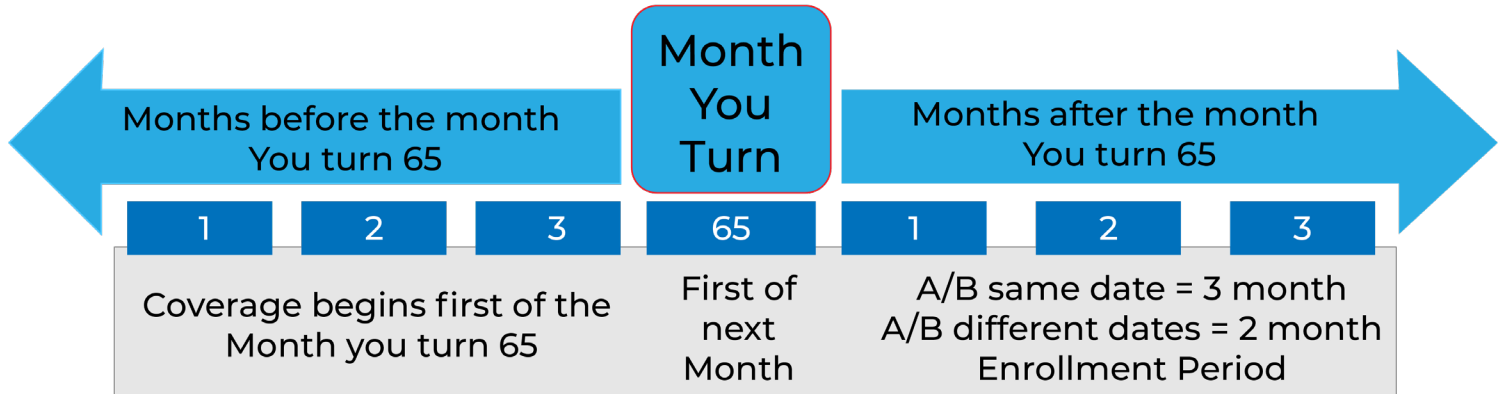 Month
You
Turn
Months before the month
You turn 65
Months after the month
You turn 65
1
2
3
65
1
2
3
Coverage begins first of the
Month you turn 65
First of
next
Month
A/B same date = 3 month
A/B different dates = 2 month
Enrollment Period